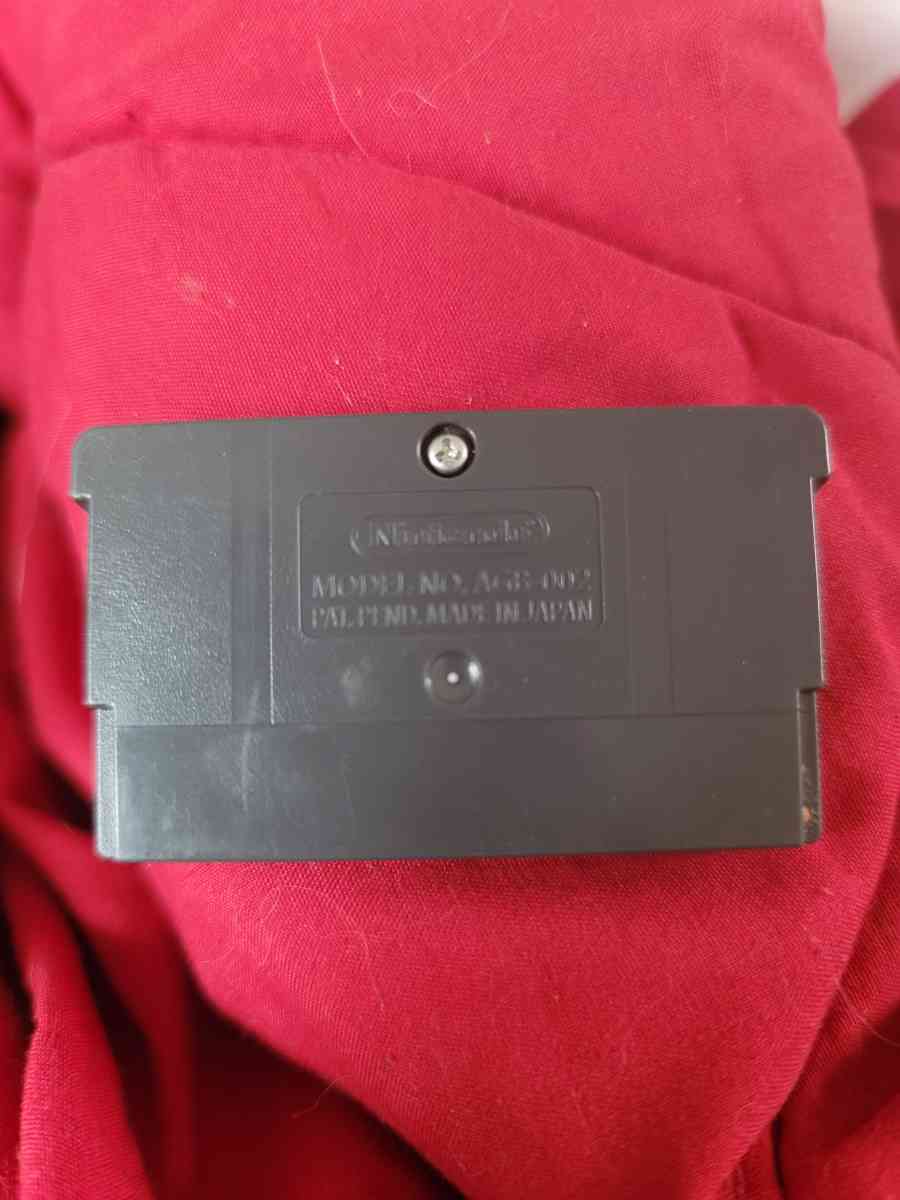 Nintendo®
MODEL NO. AGB-002
PAT. PEND. MADE IN JAPAN